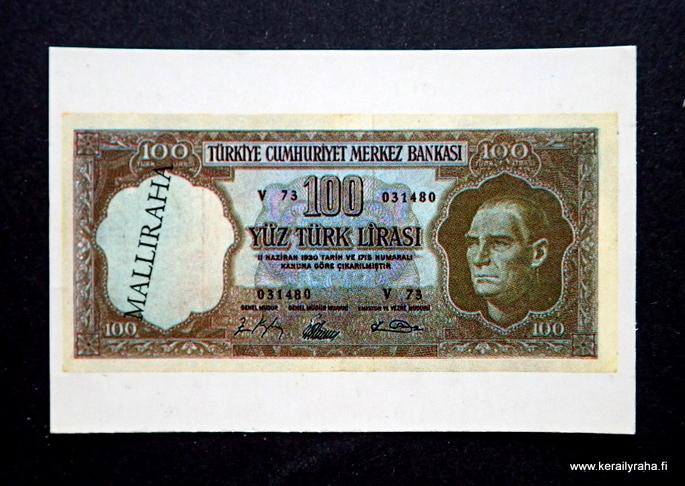 100 TÜRKİYE CUMHURİYET MERKEZ BANKASI 100
MALLIRAHA
V 73 100 031480
YÜZ TÜRK LİRASI
11 HAZİRAN 1930 TARİH VE 1715 NUMARALI
KANUNA GÖRE ÇIKARILMIŞTIR
031480 V 73
100 100
www.kerailyraha.fi